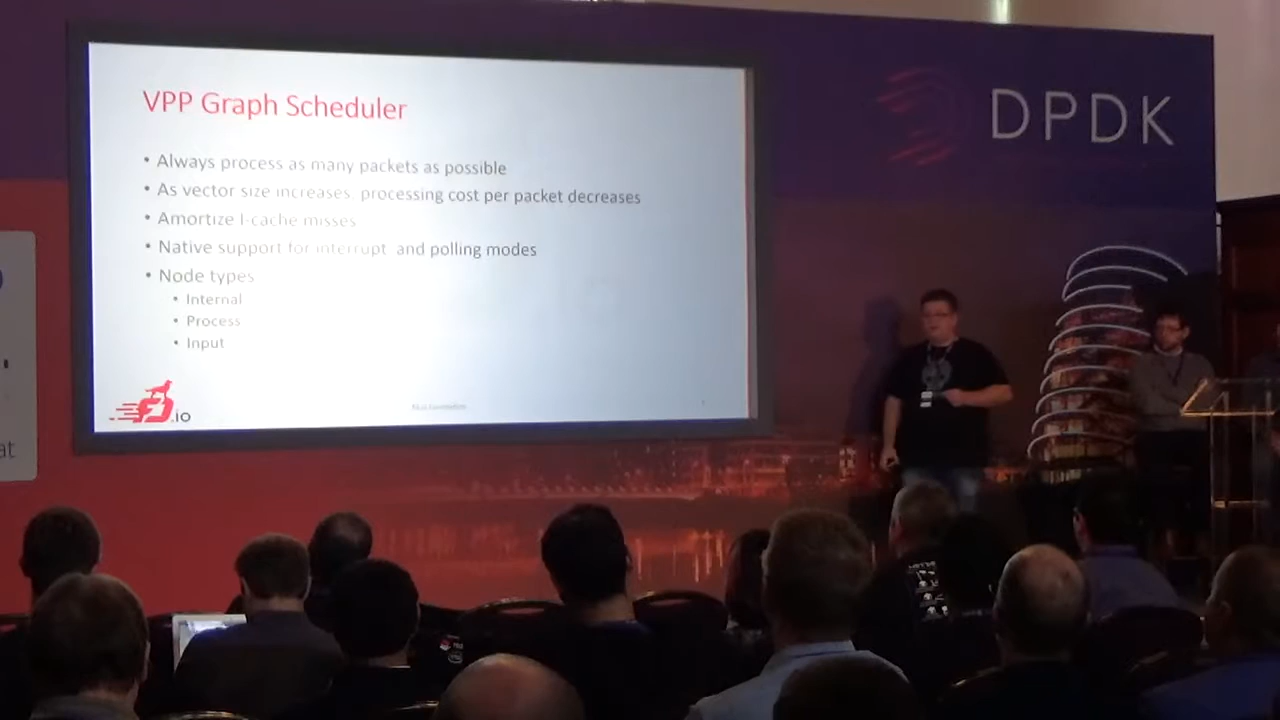 VPP Graph Scheduler
• Always process as many packets as possible
• As vector size increases, processing cost per packet decreases
• Amortize I-cache misses
• Native support for interrupt and polling modes
• Node types
• Internal
• Process
• Input
.io
DPDK
at